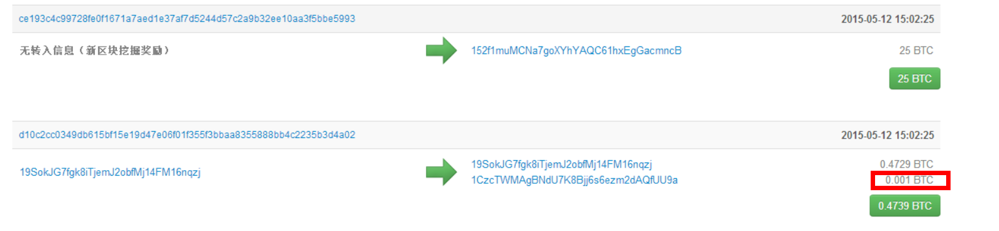 ce193c4c99728fe0f1671a7aed1e37af7d5244d57c2a9b32ee10aa3f5bbe5993 2015-05-12 15:02:25
无转入信息（新区块挖掘奖励） 152f1muMCNa7goXYhYAQC61hxEgGacmncB 25 BTC
25 BTC
d10c2cc0349db615bf15e19d47e06f01f355f3bbaa8355888bb4c2235b3d4a02 2015-05-12 15:02:25
19SokJG7fgk8iTjemJ2obfMj14FM16nqzj
19SokJG7fgk8iTjemJ2obfMj14FM16nqzj 0.4729 BTC
1CzcTWMAgBNdU7K8Bjj6s6ezm2dAQfUU9a 0.001 BTC
0.4739 BTC